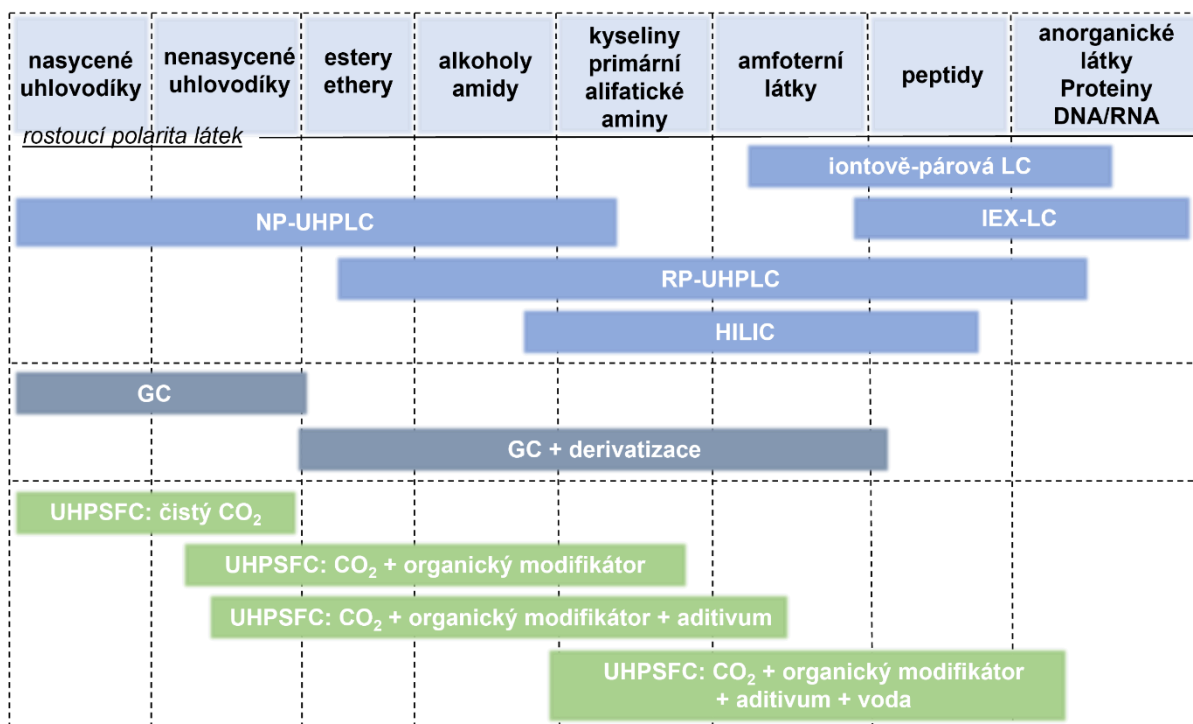 nasycené
uhlovodíky
nenasycené
uhlovodíky
estery
ethery
alkoholy
amidy
kyseliny
primární
alifatické
aminy
amfoterní
látky
peptidy
anorganické
látky
Proteiny
DNA/RNA
rostoucí polarita látek
iontově-párová LC
NP-UHPLC
IEX-LC
RP-UHPLC
HILIC
GC
GC + derivatizace
UHPSFC: čistý CO₂
UHPSFC: CO₂ + organický modifikátor
UHPSFC: CO₂ + organický modifikátor + aditivum
UHPSFC: CO₂ + organický modifikátor
+ aditivum + voda